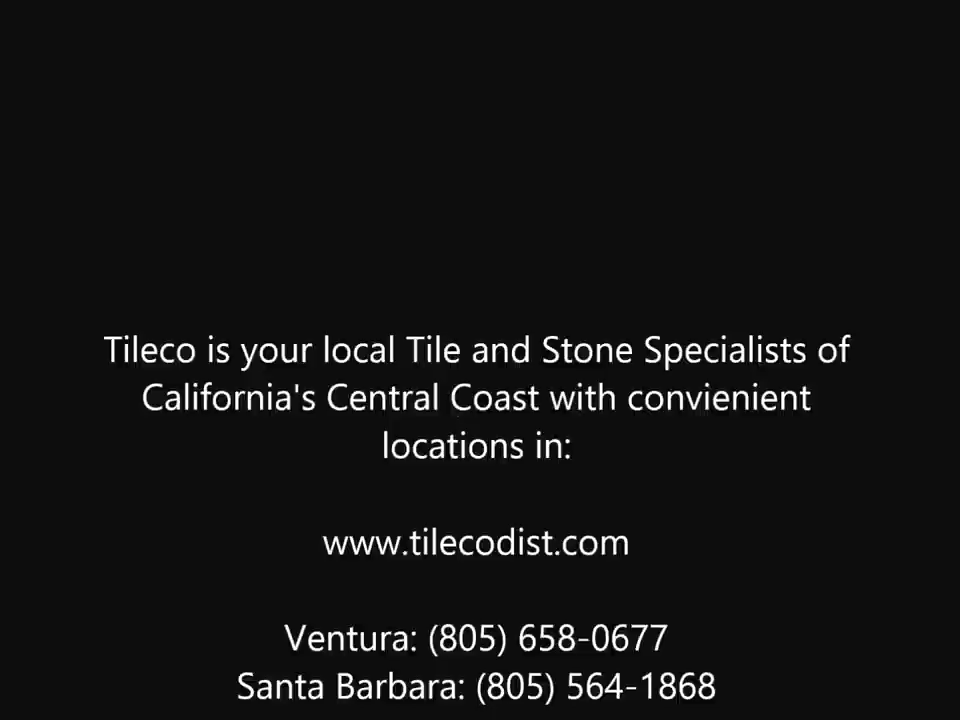 Tileco is your local Tile and Stone Specialists of
California's Central Coast with convienient
locations in:
www.tilecodist.com
Ventura: (805) 658-0677
Santa Barbara: (805) 564-1868